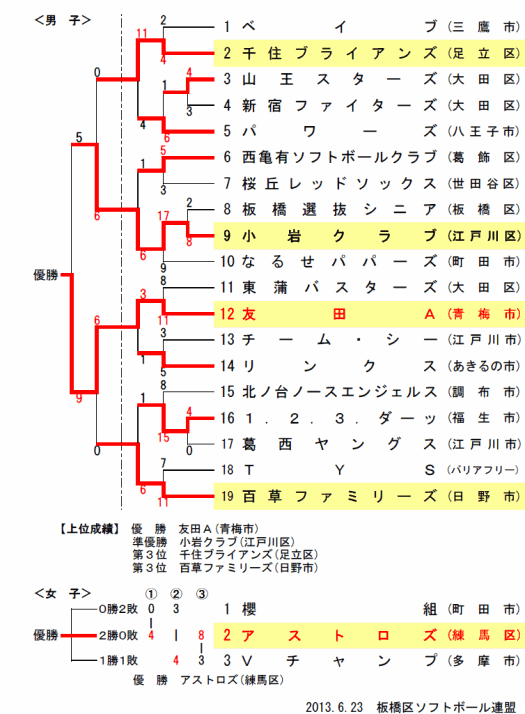 ＜男 子＞
1 ベイブ (三鷹市)
2 千住ブライアンズ (足立区)
3 山王スターズ (大田区)
4 新宿ファイターズ (大田区)
5 パワーズ (八王子市)
6 西亀有ソフトボールクラブ (葛飾区)
7 桜丘レッドソックス (世田谷区)
8 板橋選抜シニア (板橋区)
9 小岩クラブ (江戸川区)
10 なるせパパーズ (町田市)
11 東蒲バスターズ (大田区)
12 友田A (青梅市)
13 チーム・シー (江戸川市)
14 リンクス (あきるの市)
15 北ノ台ノースエンジェルス (調布市)
16 1．2．3．ダーッ (福生市)
17 葛西ヤングス (江戸川市)
18 TYS (バリアフリー)
19 百草ファミリーズ (日野市)
2
11
4
0
4
1
3
4
6
5
5
1
3
2
17
8
6
6
9
優勝
8
3
11
6
3
1
5
9
8
1
4
15
0
0
7
6
11
【上位成績】 優 勝 友田A(青梅市)
準優勝 小岩クラブ(江戸川区)
第3位 千住ブライアンズ(足立区)
第3位 百草ファミリーズ(日野市)
＜女 子＞ ① ② ③
0勝2敗 0 3 1 櫻組 (町田市)
優勝 2勝0敗 4 8 2 アストロズ (練馬区)
1勝1敗 4 3 3 Vチャンプ (多摩市)
優 勝 アストロズ(練馬区)
2013.6.23 板橋区ソフトボール連盟